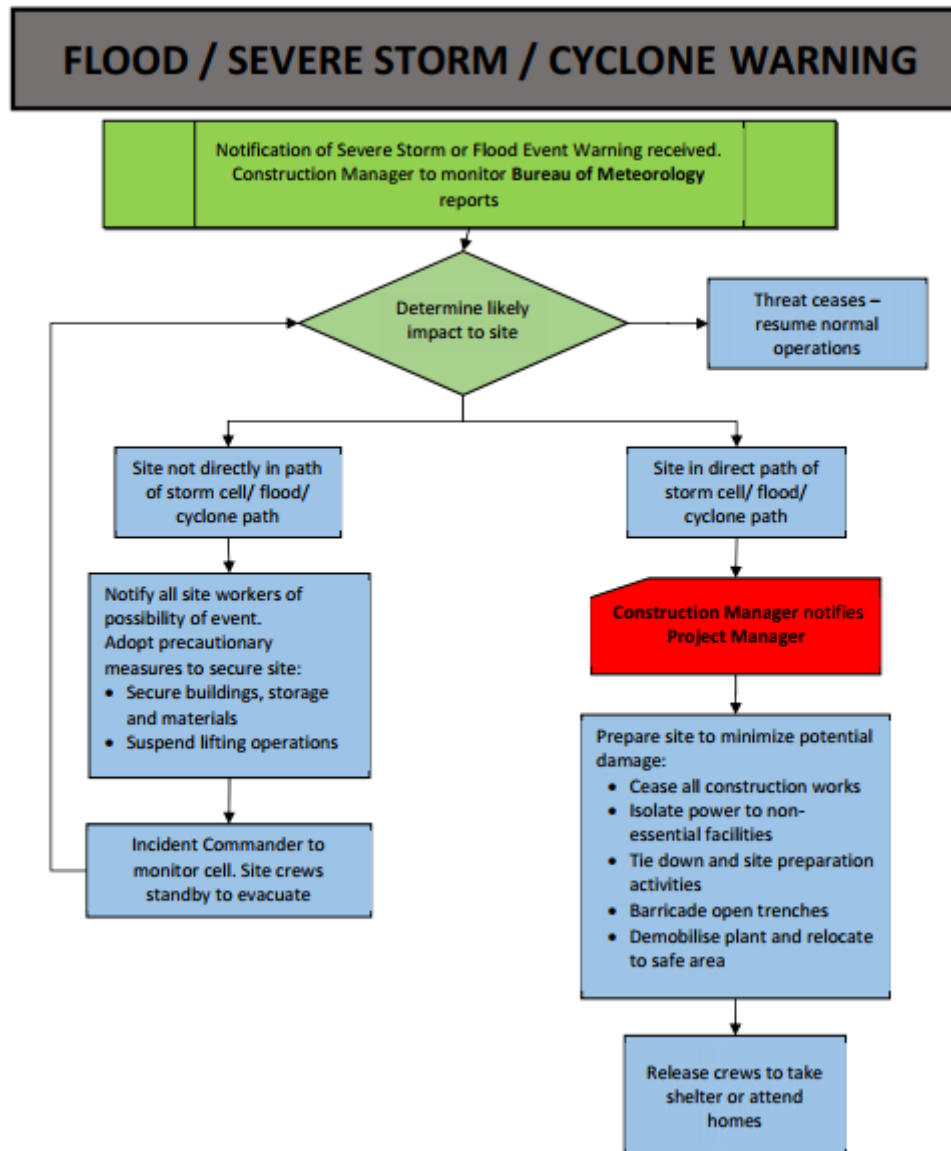 FLOOD / SEVERE STORM / CYCLONE WARNING
Notification of Severe Storm or Flood Event Warning received.
Construction Manager to monitor Bureau of Meteorology
reports
Determine likely
impact to site
Threat ceases –
resume normal
operations
Site not directly in path
of storm cell/ flood/
cyclone path
Site in direct path of
storm cell/ flood/
cyclone path
Notify all site workers of
possibility of event.
Adopt precautionary
measures to secure site:
• Secure buildings, storage
and materials
• Suspend lifting operations
Construction Manager notifies
Project Manager
Incident Commander to
monitor cell. Site crews
standby to evacuate
Prepare site to minimize potential
damage:
• Cease all construction works
• Isolate power to non-
essential facilities
• Tie down and site preparation
activities
• Barricade open trenches
• Demobilise plant and relocate
to safe area
Release crews to take
shelter or attend
homes